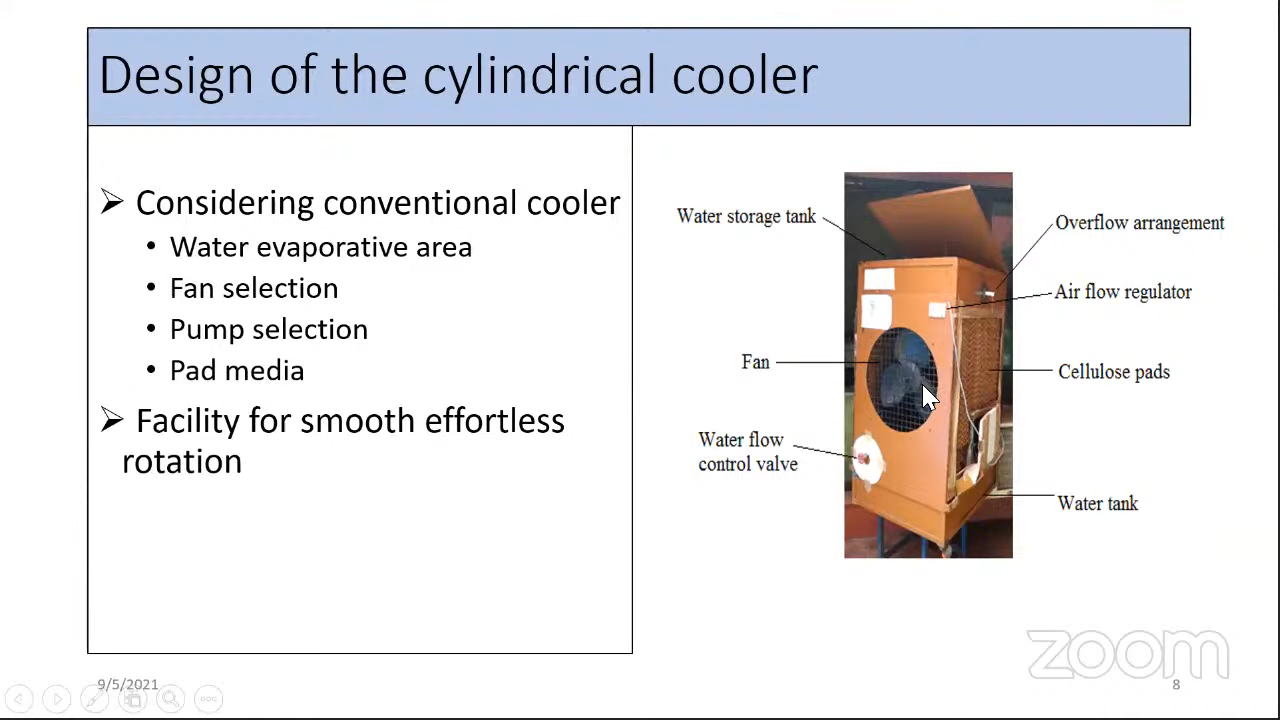 Design of the cylindrical cooler
Considering conventional cooler
Water evaporative area
Fan selection
Pump selection
Pad media
Facility for smooth effortless
rotation
Water storage tank
Overflow arrangement
Air flow regulator
Fan
Cellulose pads
Water flow
control valve
Water tank
zoom
9/5/2021
8